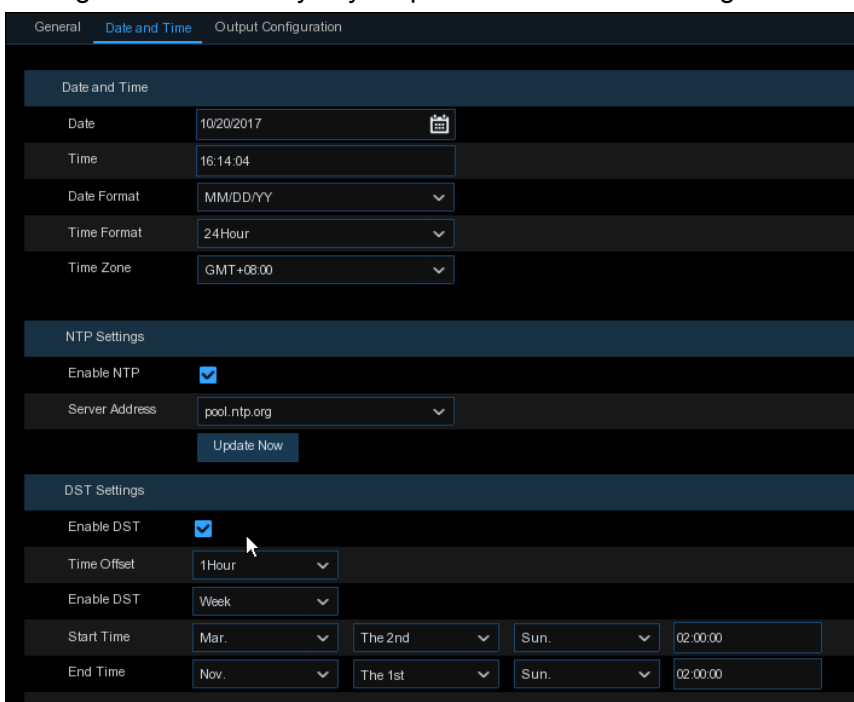 General Date and Time Output Configuration
Date and Time
Date 10/20/2017
Time 16:14:04
Date Format MM/DD/YY
Time Format 24Hour
Time Zone GMT+08:00
NTP Settings
Enable NTP
Server Address pool.ntp.org
Update Now
DST Settings
Enable DST
Time Offset 1Hour
Enable DST Week
Start Time Mar. The 2nd Sun. 02:00:00
End Time Nov. The 1st Sun. 02:00:00